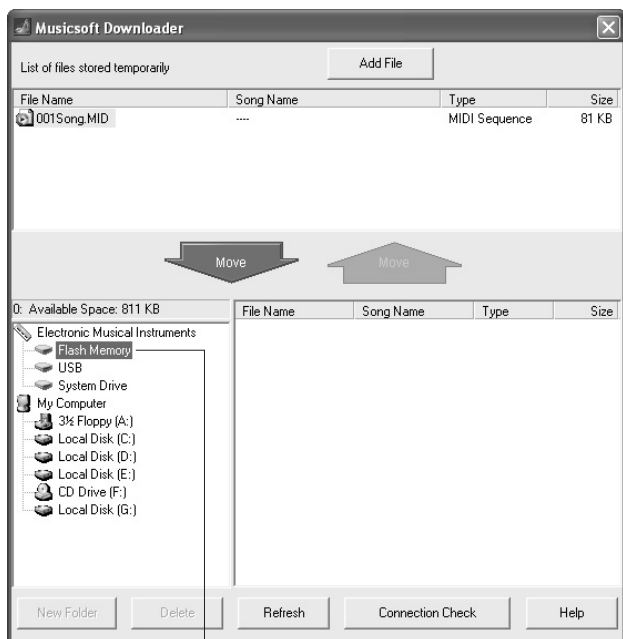 Musicsoft Downloader
List of files stored temporarily
Add File
File Name Song Name Type Size
001Song.MID ---- MIDI Sequence 81 KB
Move Move
0: Available Space: 811 KB
File Name Song Name Type Size
Electronic Musical Instruments
Flash Memory
USB
System Drive
My Computer
3½ Floppy (A:)
Local Disk (C:)
Local Disk (D:)
Local Disk (E:)
CD Drive (F:)
Local Disk (G:)
New Folder Delete Refresh Connection Check Help